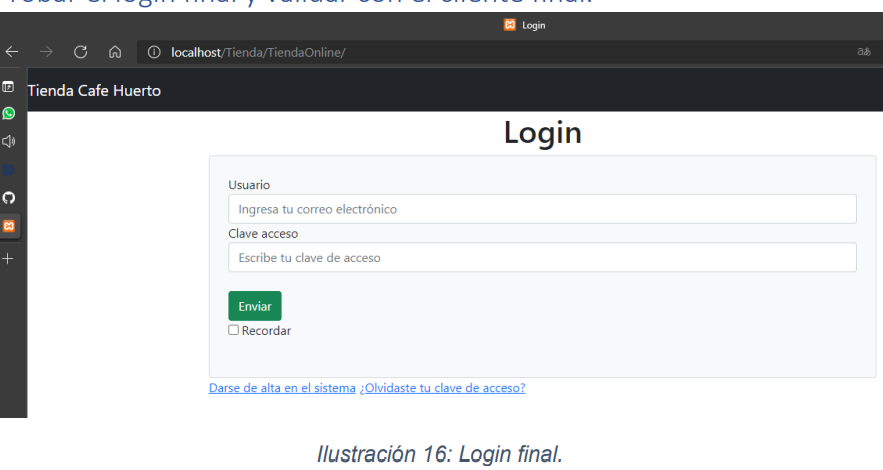 el login final y validar con el cliente final.
Login
localhost/Tienda/TiendaOnline/
Tienda Cafe Huerto
Login
Usuario
Ingresa tu correo electrónico
Clave acceso
Escribe tu clave de acceso
Enviar
Recordar
Darse de alta en el sistema ¿Olvidaste tu clave de acceso?
Ilustración 16: Login final.